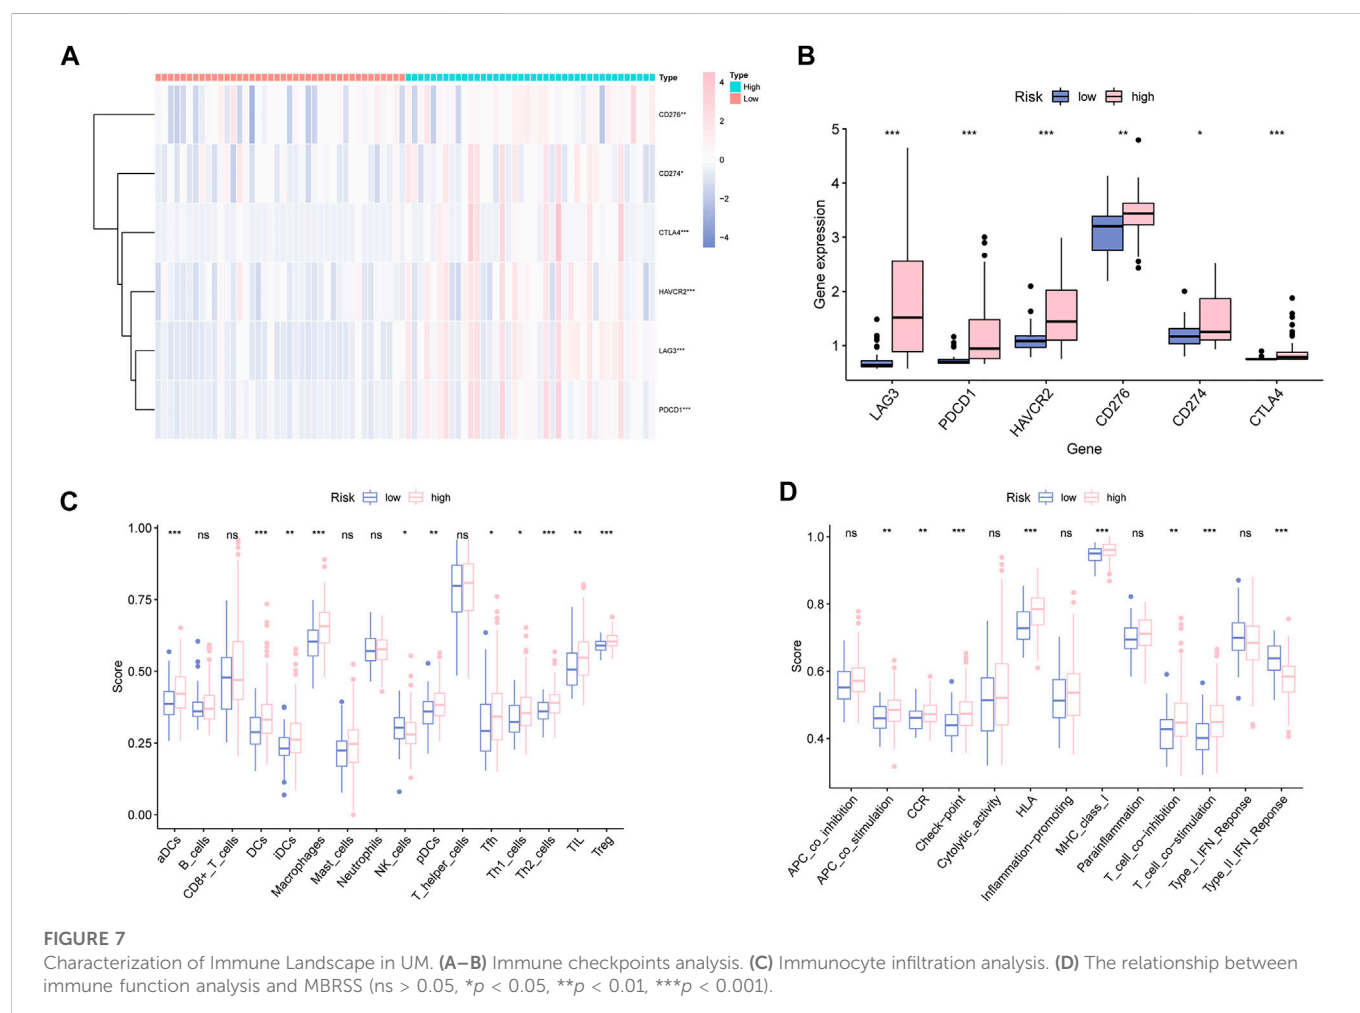 A
Type
Type
High
Low
4
2
0
−2
−4
CD276**
CD274*
CTLA4***
HAVCR2***
LAG3***
PDCD1***
B
Risk low high
Gene expression
5
4
3
2
1
*** *** *** ** * ***
LAG3
PDCD1
HAVCR2
CD276
CD274
CTLA4
Gene
C
Risk low high
Score
1.00
0.75
0.50
0.25
0.00
*** ns ns *** ** *** ns ns * ** ns * * *** ** ***
aDCs
B_cells
CD8+_T_cells
DCs
iDCs
Macrophages
Mast_cells
Neutrophils
NK_cells
pDCs
T_helper_cells
Tfh
Th1_cells
Th2_cells
TIL
Treg
D
Risk low high
Score
1.0
0.8
0.6
0.4
ns ** ** *** ns *** ns *** ns ** *** ns ***
APC_co_inhibition
APC_co_stimulation
CCR
Check−point
Cytolytic_activity
HLA
Inflammation−promoting
MHC_class_I
Parainflammation
T_cell_co−inhibition
T_cell_co−stimulation
Type_I_IFN_Reponse
Type_II_IFN_Reponse
FIGURE 7
Characterization of Immune Landscape in UM. (A–B) Immune checkpoints analysis. (C) Immunocyte infiltration analysis. (D) The relationship between
immune function analysis and MBRSS (ns > 0.05, *p < 0.05, **p < 0.01, ***p < 0.001).